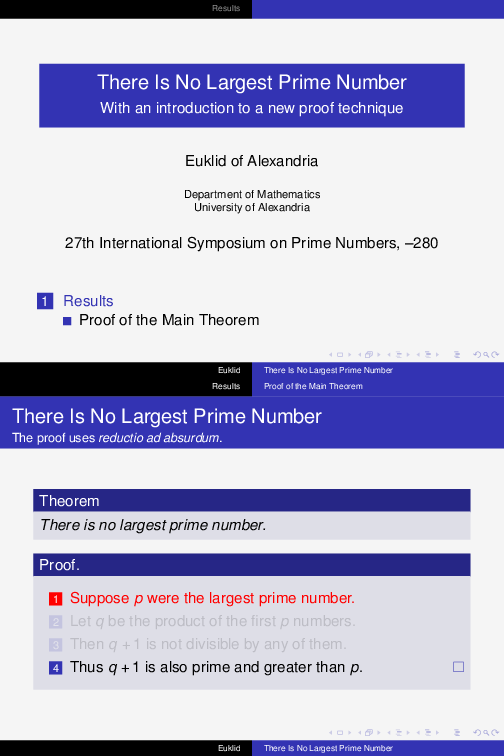 Results
There Is No Largest Prime Number
With an introduction to a new proof technique
Euklid of Alexandria
Department of Mathematics
University of Alexandria
27th International Symposium on Prime Numbers, –280
1 Results
Proof of the Main Theorem
Euklid There Is No Largest Prime Number
Results Proof of the Main Theorem
There Is No Largest Prime Number
The proof uses reductio ad absurdum.
Theorem
There is no largest prime number.
Proof.
1 Suppose p were the largest prime number.
2 Let q be the product of the first p numbers.
3 Then q + 1 is not divisible by any of them.
4 Thus q + 1 is also prime and greater than p.
Euklid There Is No Largest Prime Number